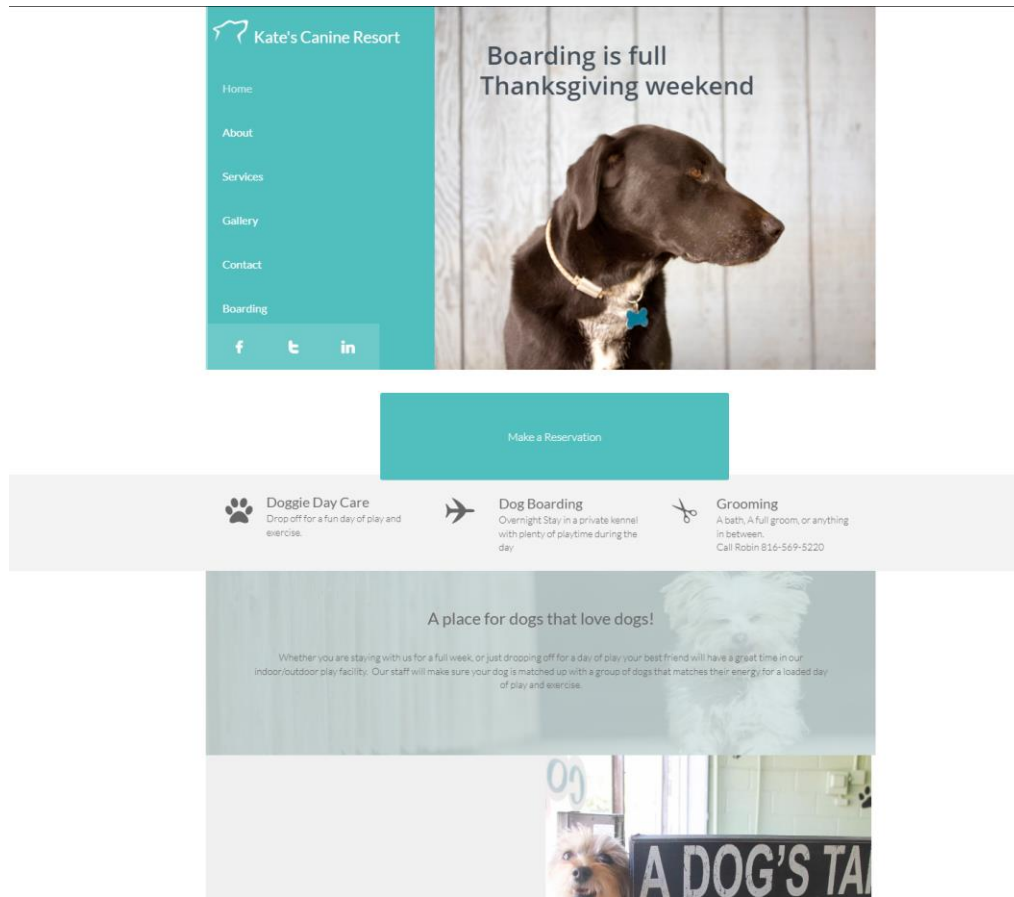 Kate's Canine Resort
Home
About
Services
Gallery
Contact
Boarding
Boarding is full
Thanksgiving weekend
Make a Reservation
Doggie Day Care
Drop off for a fun day of play and
exercise.
Dog Boarding
Overnight Stay in a private kennel
with plenty of playtime during the
day
Grooming
A bath, A full groom, or anything
in between.
Call Robin 816-569-5220
A place for dogs that love dogs!
Whether you are staying with us for a full week, or just dropping off for a day of play your best friend will have a great time in our
indoor/outdoor play facility. Our staff will make sure your dog is matched up with a group of dogs that matches their energy for a loaded day
of play and exercise.
A DOG'S